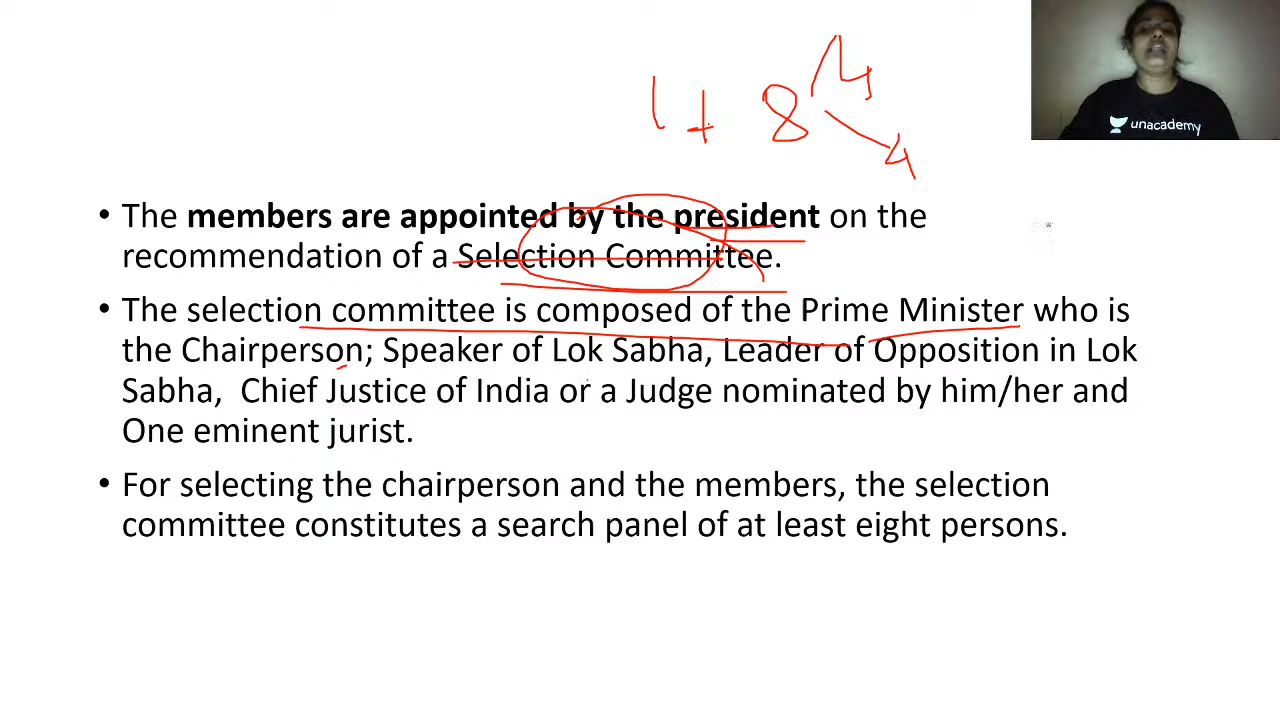 1 + 8 4
4
unacademy
• The members are appointed by the president on the
recommendation of a Selection Committee.
• The selection committee is composed of the Prime Minister who is
the Chairperson; Speaker of Lok Sabha, Leader of Opposition in Lok
Sabha, Chief Justice of India or a Judge nominated by him/her and
One eminent jurist.
• For selecting the chairperson and the members, the selection
committee constitutes a search panel of at least eight persons.